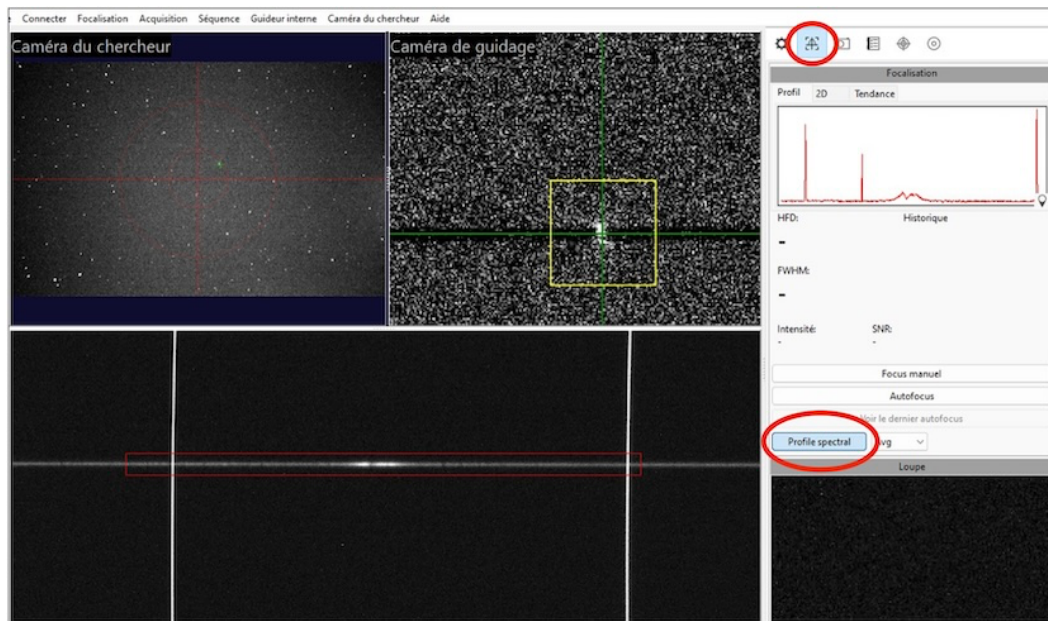 Connecter Focalisation Acquisition Séquence Guideur interne Caméra du chercheur Aide
Caméra du chercheur
Caméra de guidage
Focalisation
Profil 2D Tendance
HFD: Historique
-
FWHM:
-
Intensité: SNR:
- -
Focus manuel
Autofocus
Voir le dernier autofocus
Profile spectral
Loupe